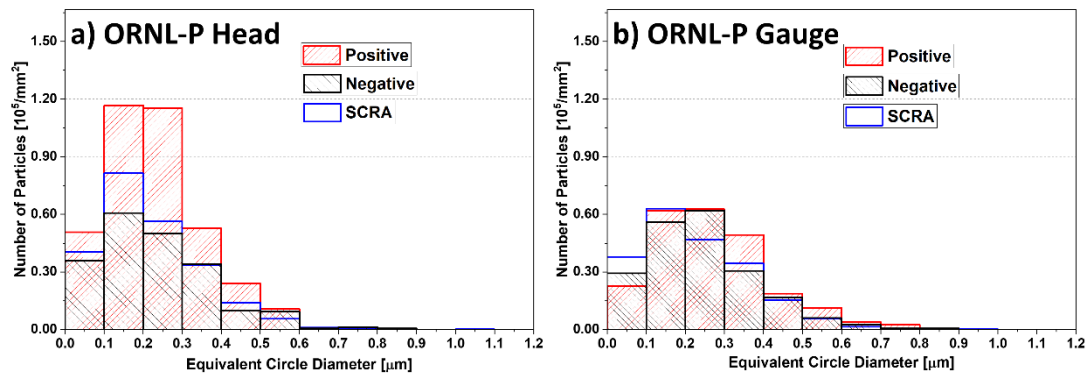 a) ORNL-P Head
Positive
Negative
SCRA
Number of Particles [10⁵/mm²]
1.50
1.20
0.90
0.60
0.30
0.00
0.0 0.1 0.2 0.3 0.4 0.5 0.6 0.7 0.8 0.9 1.0 1.1 1.2
Equivalent Circle Diameter [µm]
b) ORNL-P Gauge
Positive
Negative
SCRA
Number of Particles [10⁵/mm²]
1.50
1.20
0.90
0.60
0.30
0.00
0.0 0.1 0.2 0.3 0.4 0.5 0.6 0.7 0.8 0.9 1.0 1.1 1.2
Equivalent Circle Diameter [µm]